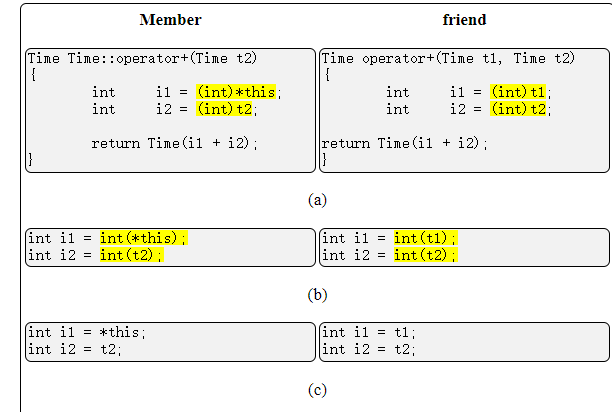 Member friend
Time Time::operator+(Time t2)
{
int i1 = (int)*this;
int i2 = (int)t2;
return Time(i1 + i2);
}
Time operator+(Time t1, Time t2)
{
int i1 = (int)t1;
int i2 = (int)t2;
return Time(i1 + i2);
}
(a)
int i1 = int(*this);
int i2 = int(t2);
int i1 = int(t1);
int i2 = int(t2);
(b)
int i1 = *this;
int i2 = t2;
int i1 = t1;
int i2 = t2;
(c)